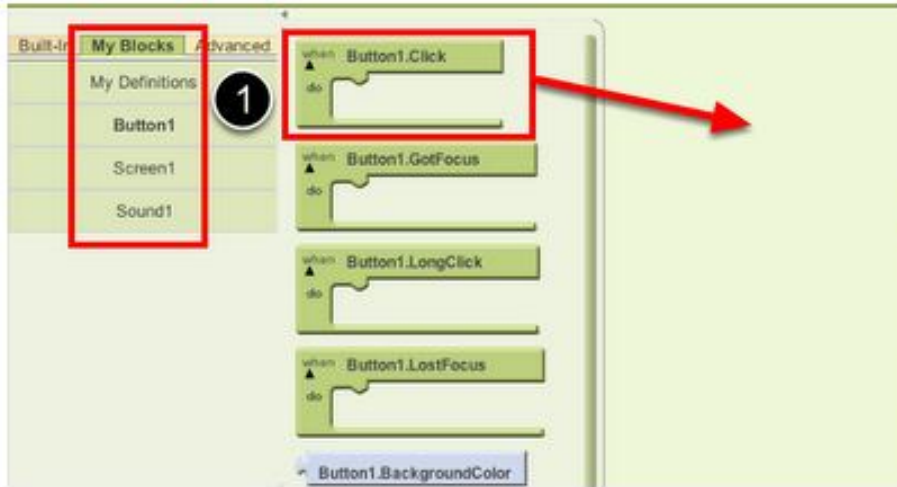 Built-In My Blocks Advanced
My Definitions
Button1
Screen1
Sound1
1
when Button1.Click
do
when Button1.GotFocus
do
when Button1.LongClick
do
when Button1.LostFocus
do
Button1.BackgroundColor